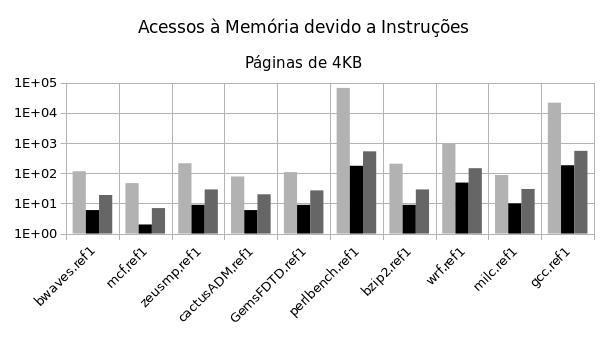 Acessos à Memória devido a Instruções
Páginas de 4KB
1E+05
1E+04
1E+03
1E+02
1E+01
1E+00
bwaves.ref1
mcf.ref1
zeusmp.ref1
cactusADM.ref1
GemsFDTD.ref1
perlbench.ref1
bzip2.ref1
wrf.ref1
milc.ref1
gcc.ref1